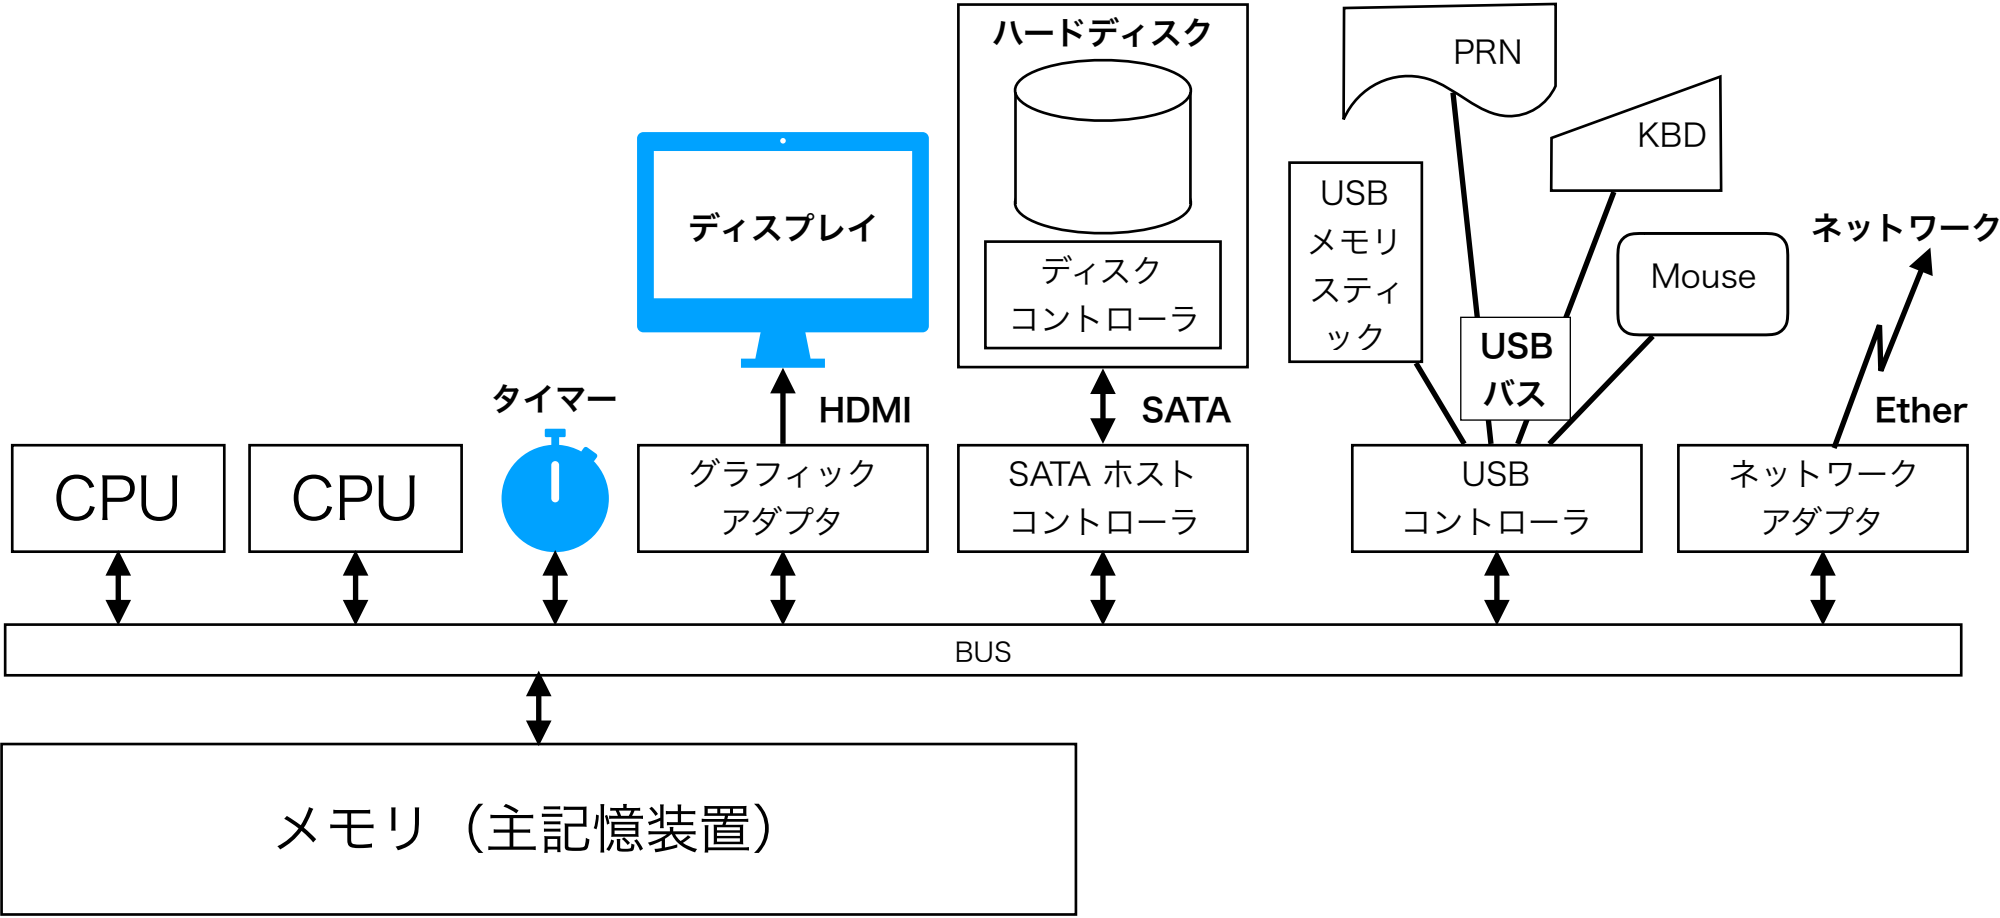 ハードディスク
PRN
KBD
ディスプレイ
USB
メモリ
スティ
ック
ネットワーク
ディスク
コントローラ
Mouse
USB
バス
タイマー
HDMI
SATA
Ether
CPU
CPU
グラフィック
アダプタ
SATA ホスト
コントローラ
USB
コントローラ
ネットワーク
アダプタ
BUS
メモリ（主記憶装置）